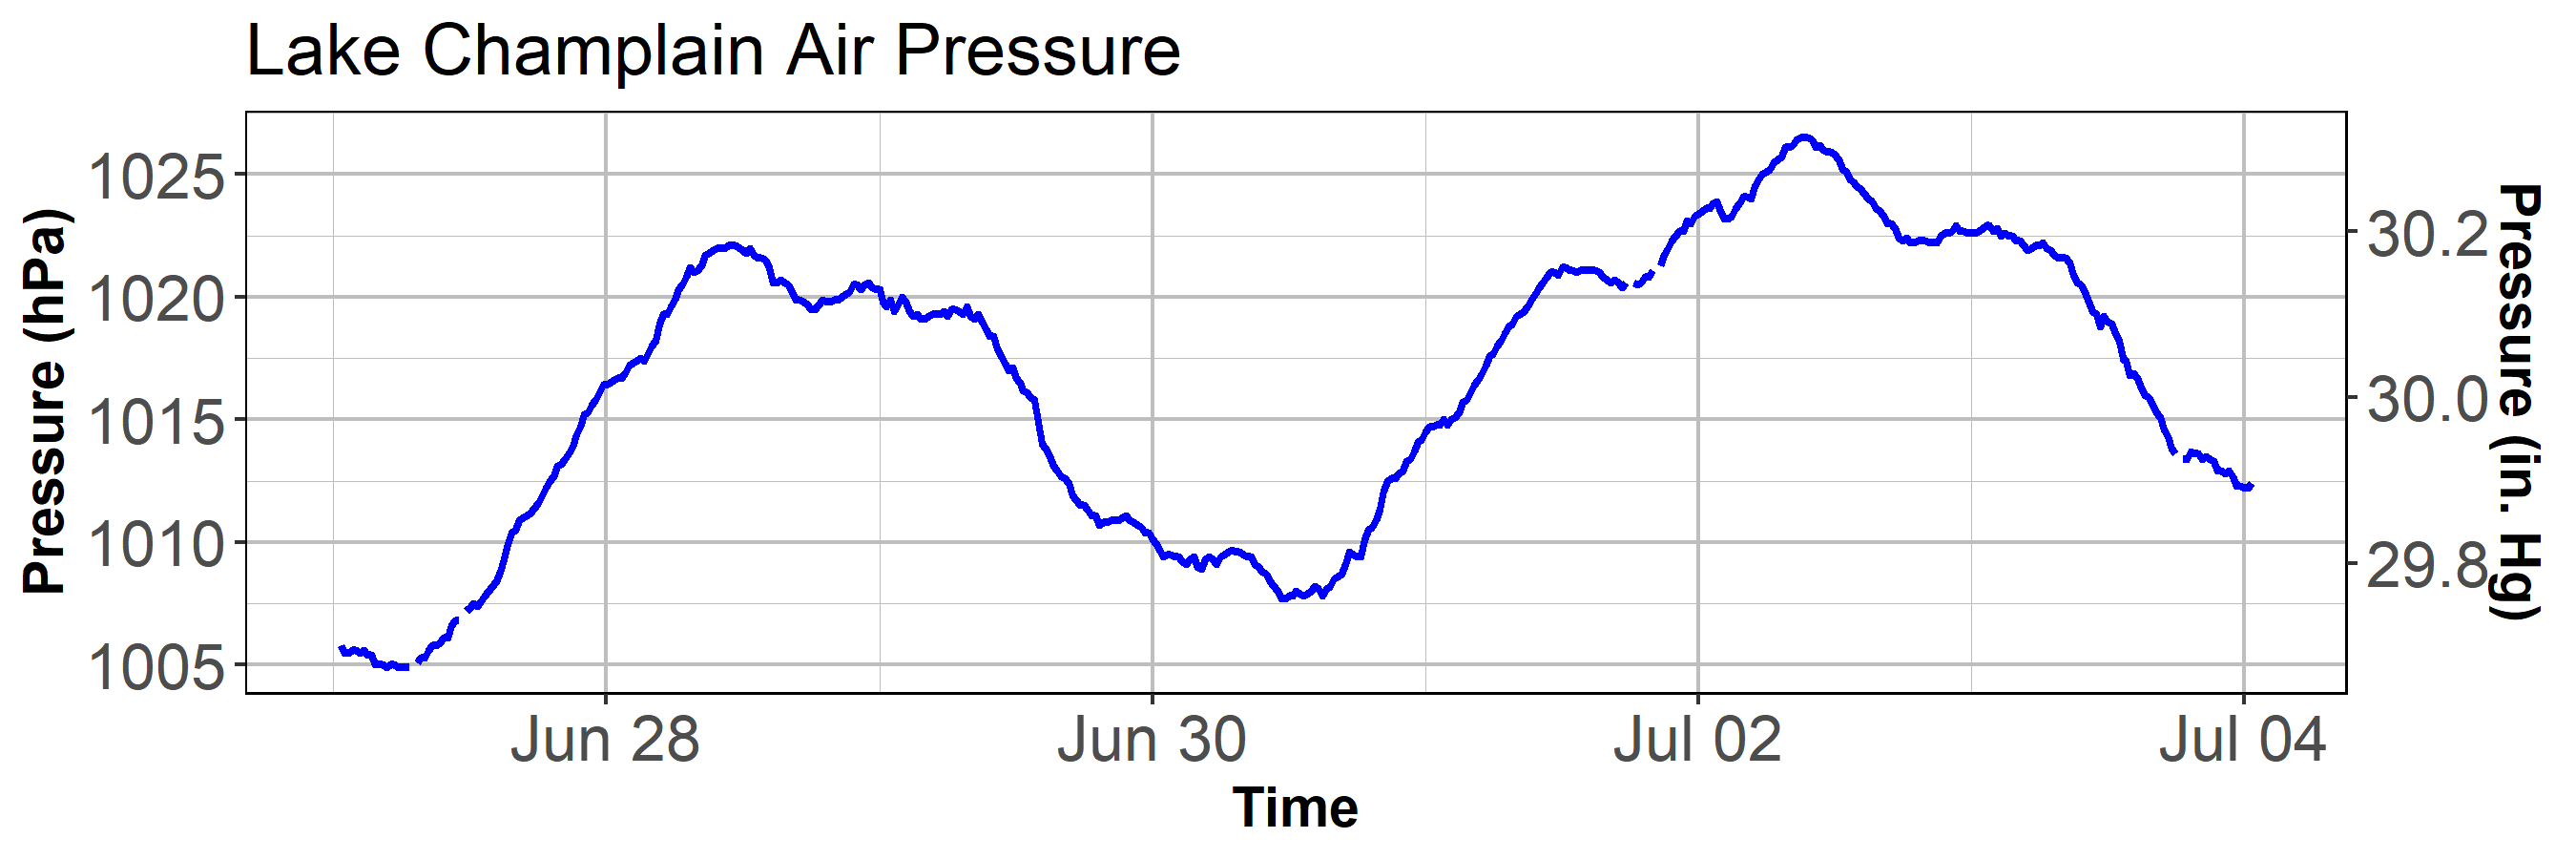 Lake Champlain Air Pressure
Pressure (hPa)
1025
1020
1015
1010
1005
30.2
30.0
29.8
Pressure (in. Hg)
Jun 28 Jun 30 Jul 02 Jul 04
Time